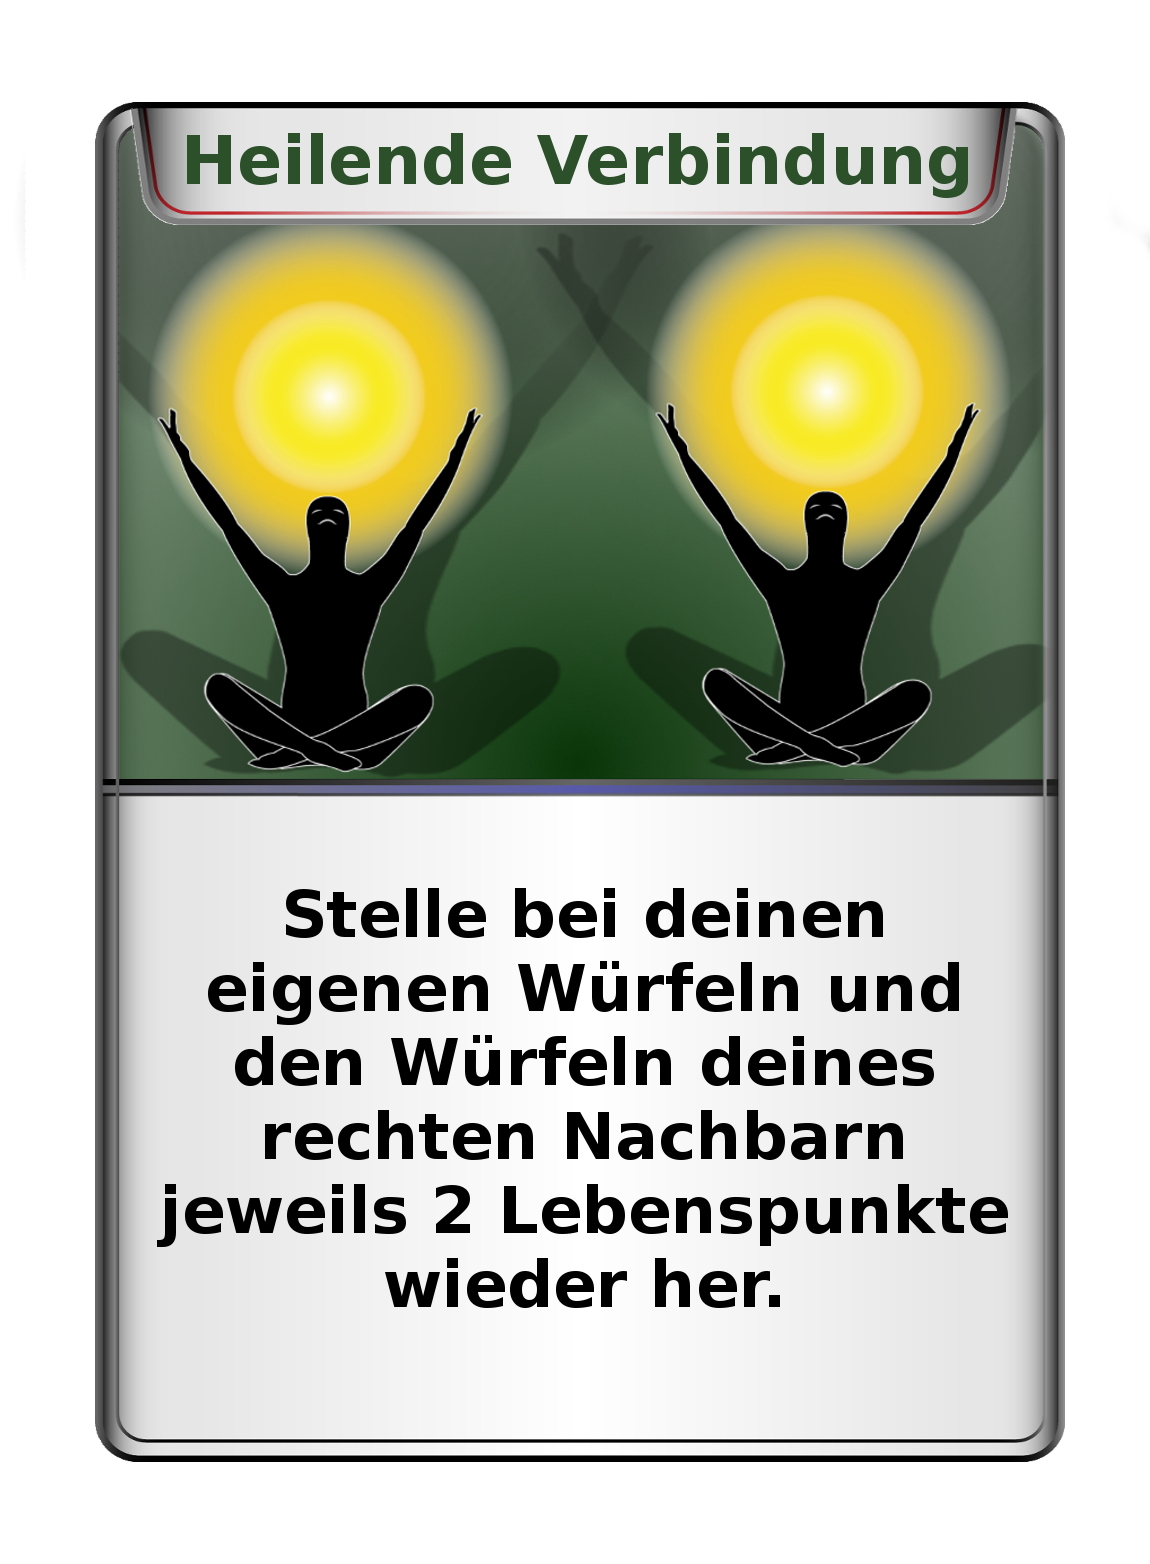 Heilende Verbindung
Stelle bei deinen
eigenen Würfeln und
den Würfeln deines
rechten Nachbarn
jeweils 2 Lebenspunkte
wieder her.